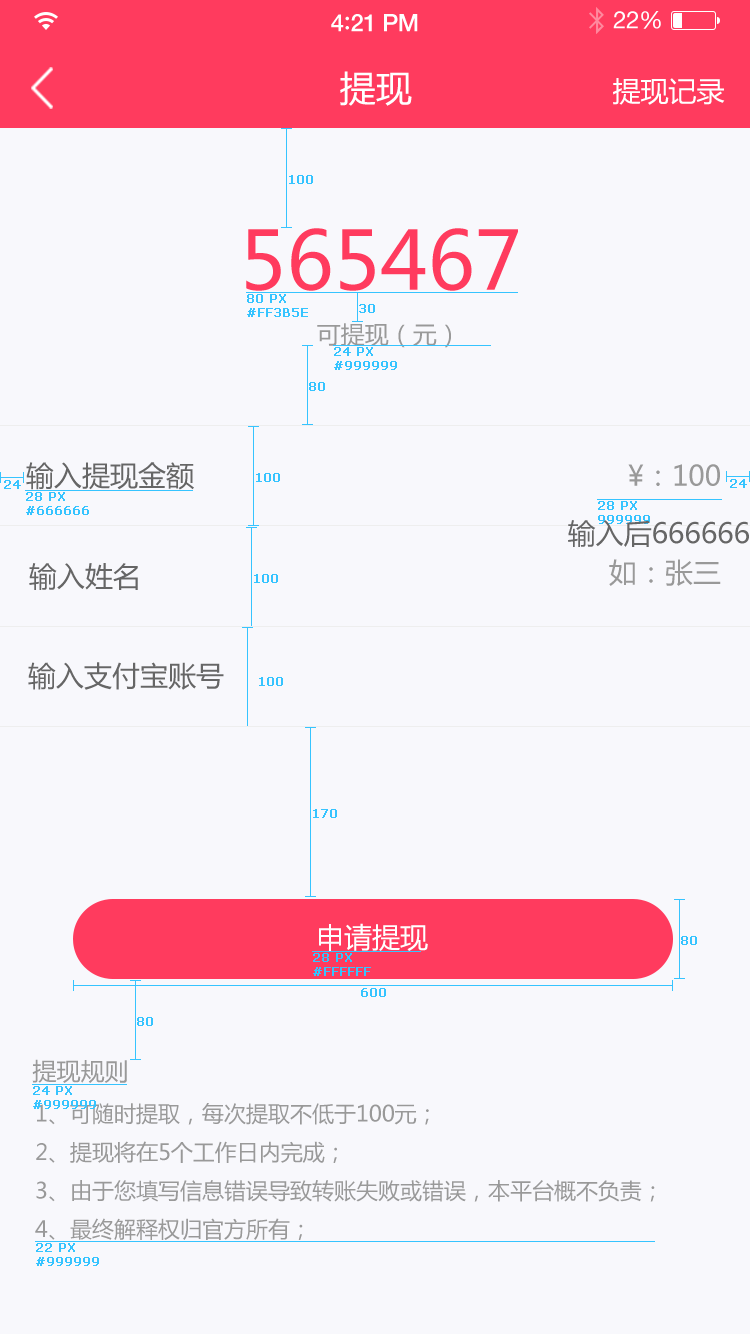 4:21 PM 22%
提现 提现记录
100
565467
80 PX
#FF3B5E
30
可提现（元）
24 PX
#999999
80
24 输入提现金额 100 ¥：100 24
28 PX
#666666
28 PX
999999
输入后666666
输入姓名 100 如：张三
输入支付宝账号 100
170
申请提现
28 PX
#FFFFFF
80
600
80
提现规则
24 PX
#999999
1、可随时提取，每次提取不低于100元；
2、提现将在5个工作日内完成；
3、由于您填写信息错误导致转账失败或错误，本平台概不负责；
4、最终解释权归官方所有；
22 PX
#999999